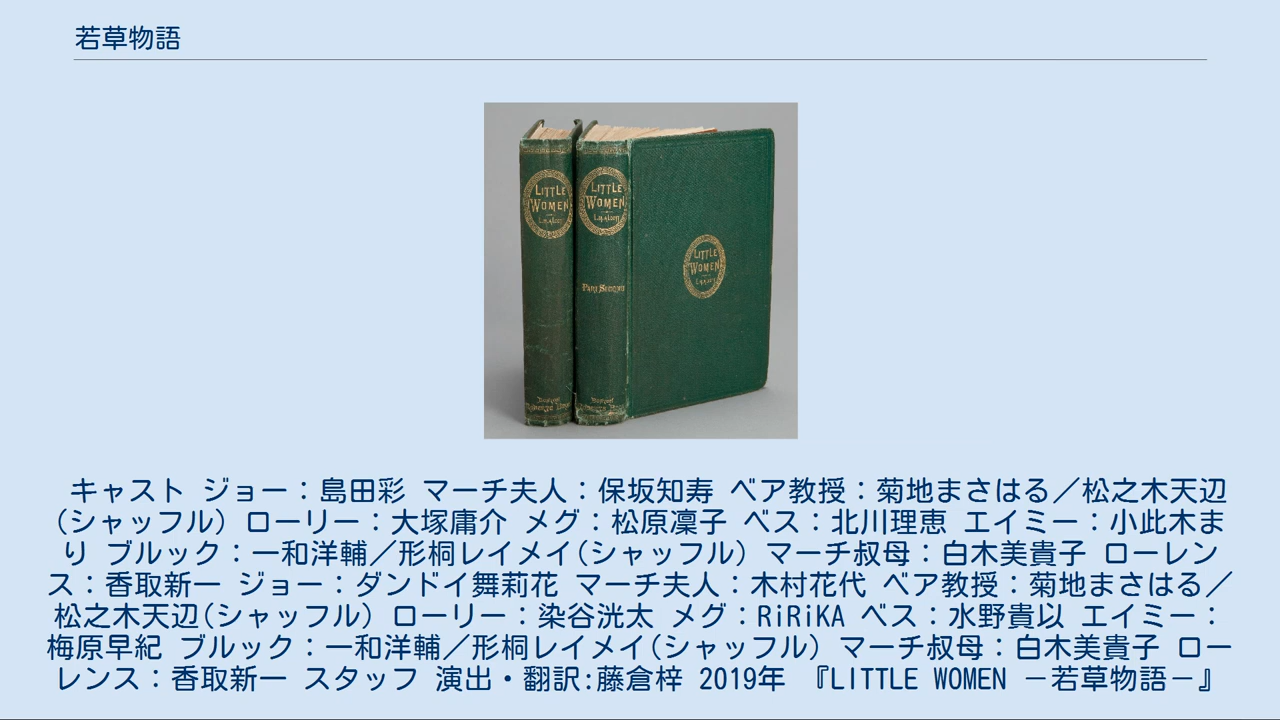 若草物語
LITTLE
WOMEN
LITTLE
WOMEN
LITTLE
WOMEN
キャスト ジョー：島田彩 マーチ夫人：保坂知寿 ベア教授：菊地まさはる／松之木天辺
(シャッフル) ローリー：大塚庸介 メグ：松原凜子 ベス：北川理恵 エイミー：小此木ま
り ブルック：一和洋輔／形桐レイメイ(シャッフル) マーチ叔母：白木美貴子 ローレン
ス：香取新一 ジョー：ダンドイ舞莉花 マーチ夫人：木村花代 ベア教授：菊地まさはる／
松之木天辺(シャッフル) ローリー：染谷洸太 メグ：RiRiKA ベス：水野貴以 エイミー：
梅原早紀 ブルック：一和洋輔／形桐レイメイ(シャッフル) マーチ叔母：白木美貴子 ロー
レンス：香取新一 スタッフ 演出・翻訳:藤倉梓 2019年 『LITTLE WOMEN －若草物語－』